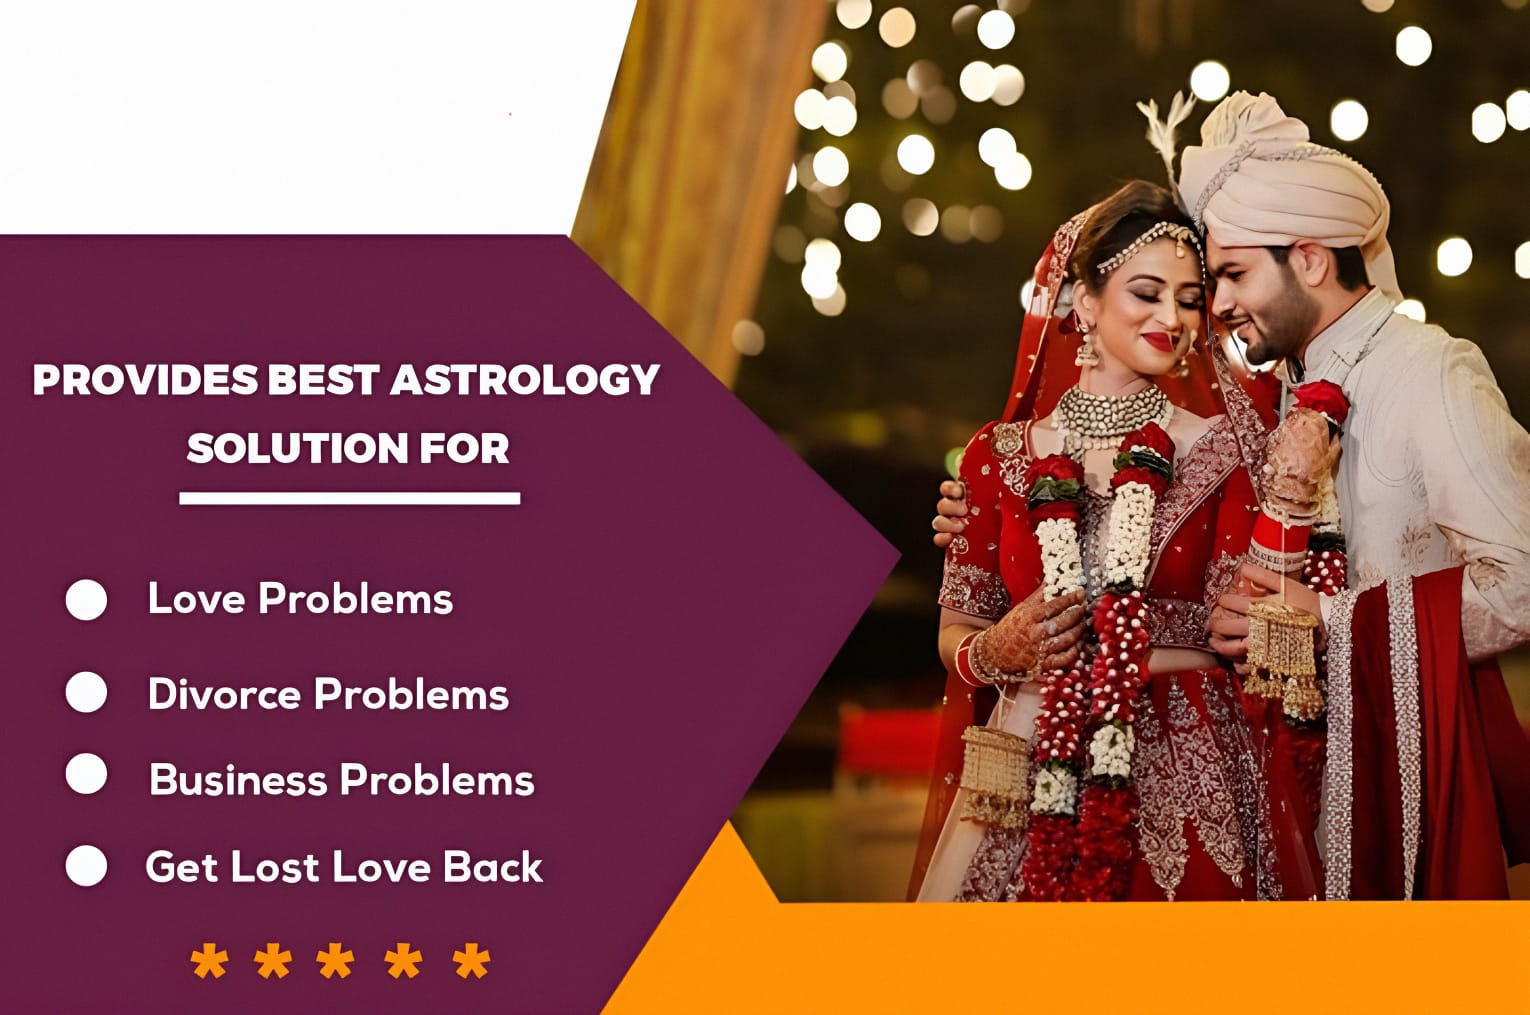 PROVIDES BEST ASTROLOGY
SOLUTION FOR
Love Problems
Divorce Problems
Business Problems
Get Lost Love Back
* * * * *